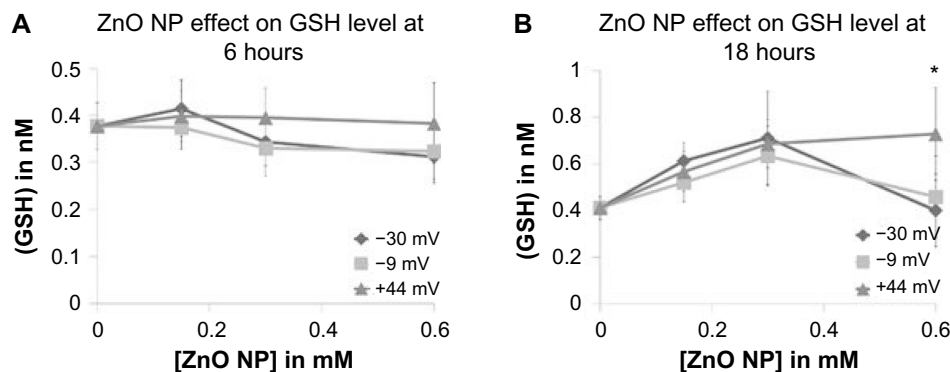 A
ZnO NP effect on GSH level at
6 hours
(GSH) in nM
0.5
0.4
0.3
0.2
0.1
0
0
0.2
0.4
0.6
[ZnO NP] in mM
−30 mV
−9 mV
+44 mV
B
ZnO NP effect on GSH level at
18 hours
(GSH) in nM
1
0.8
0.6
0.4
0.2
0
0
0.2
0.4
0.6
[ZnO NP] in mM
*
−30 mV
−9 mV
+44 mV